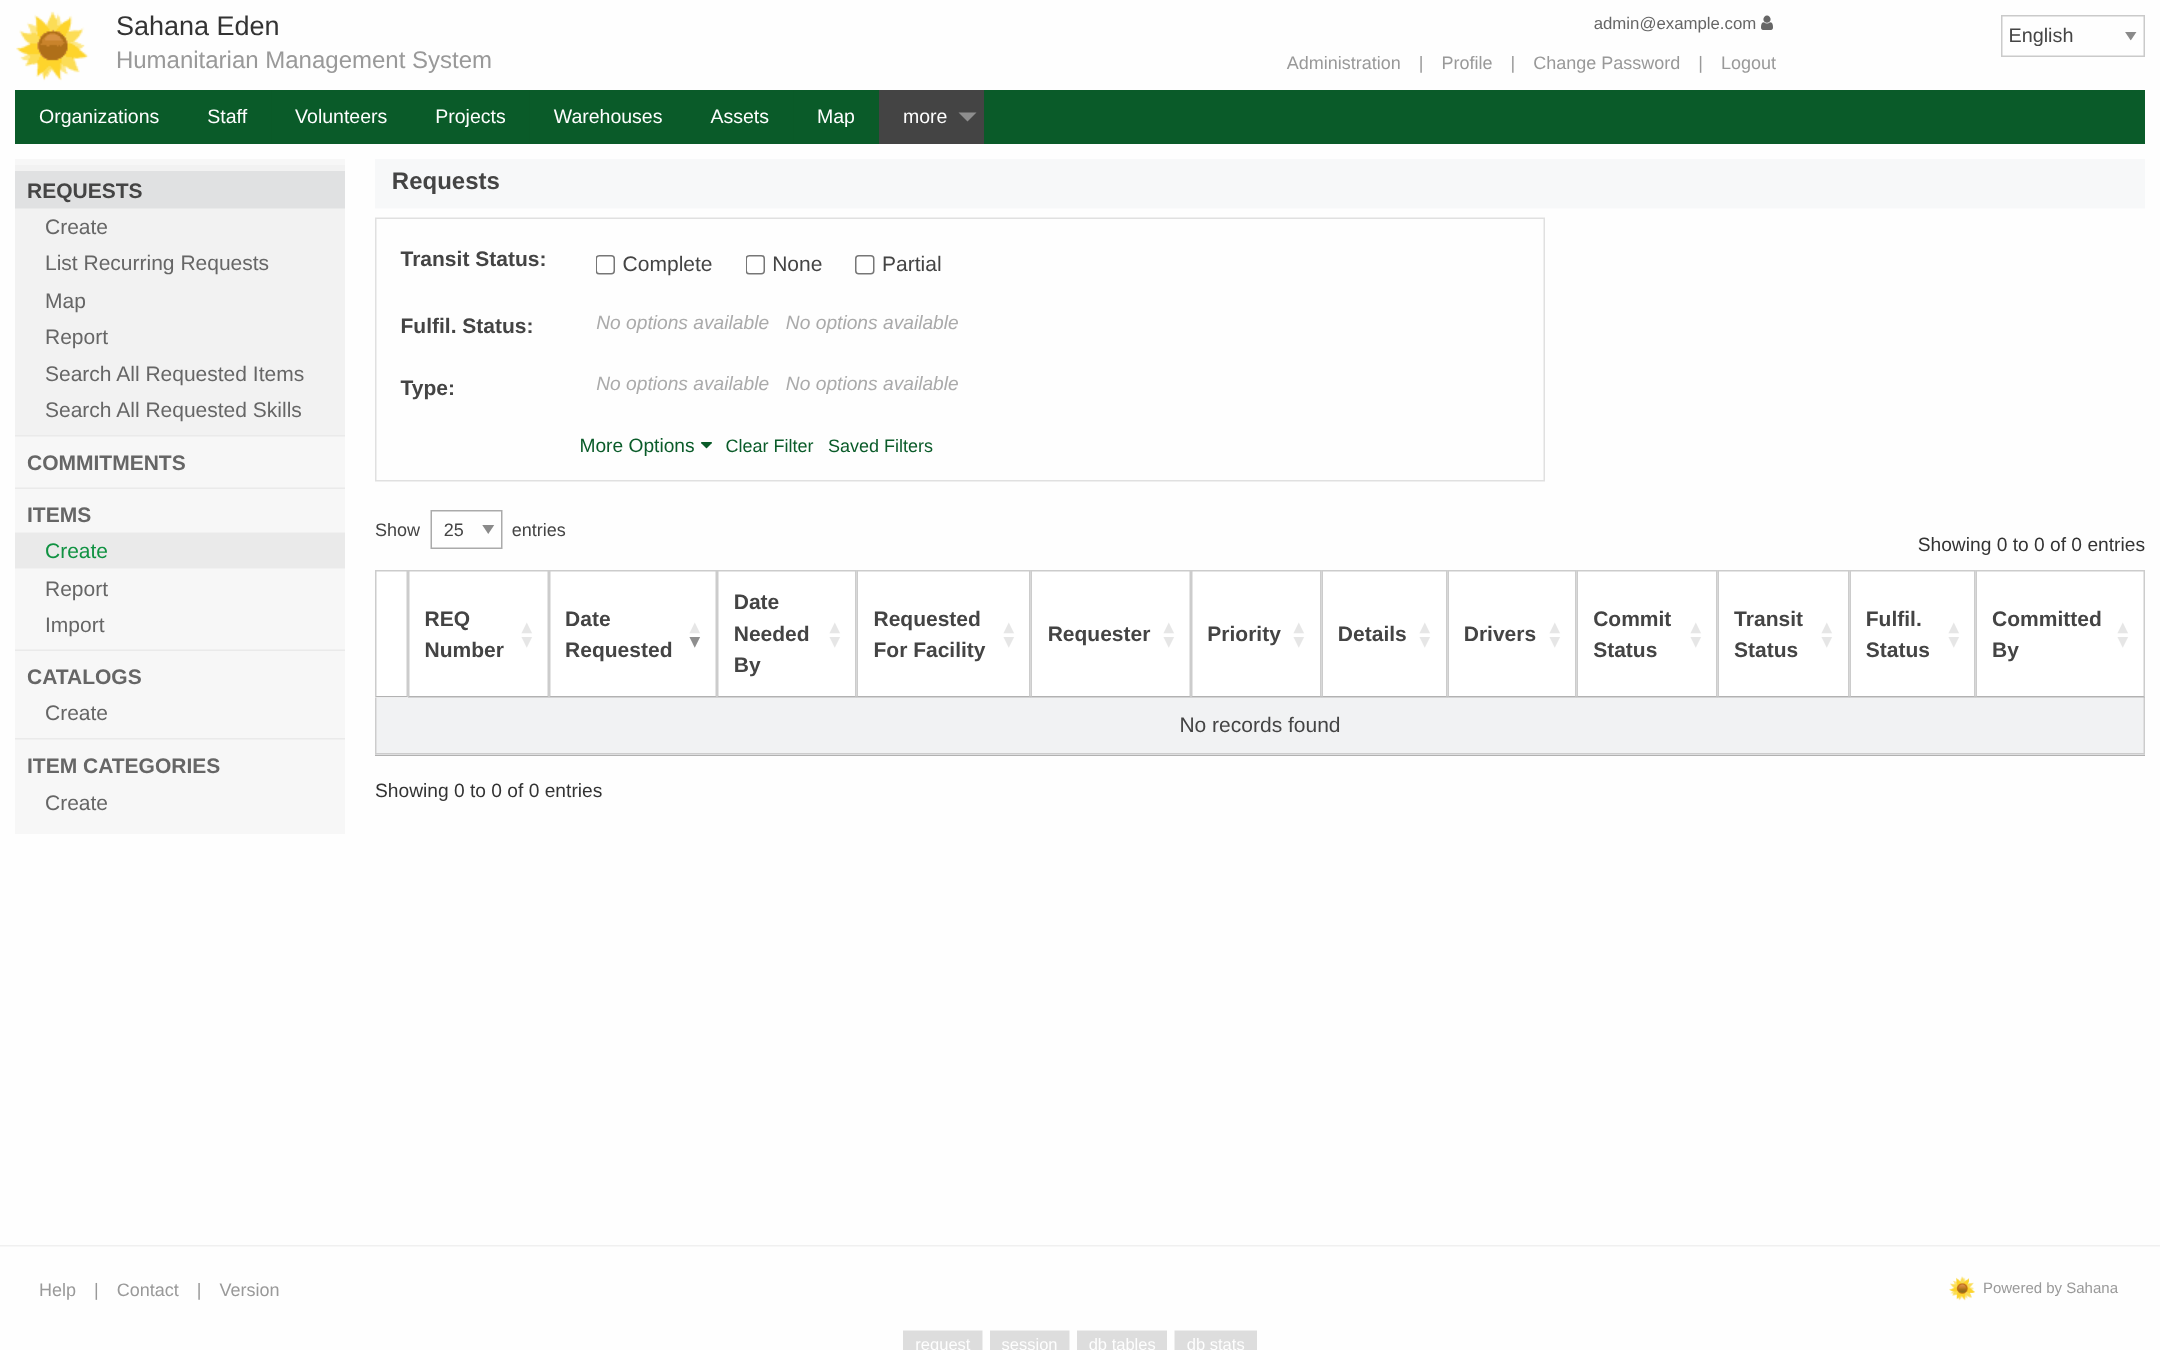 Sahana Eden
Humanitarian Management System
admin@example.com
Administration | Profile | Change Password | Logout
English
Organizations Staff Volunteers Projects Warehouses Assets Map more
REQUESTS
Create
List Recurring Requests
Map
Report
Search All Requested Items
Search All Requested Skills
COMMITMENTS
ITEMS
Create
Report
Import
CATALOGS
Create
ITEM CATEGORIES
Create
Requests
Transit Status: Complete None Partial
Fulfil. Status: No options available No options available
Type: No options available No options available
More Options Clear Filter Saved Filters
Show 25 entries
Showing 0 to 0 of 0 entries
REQ Number
Date Requested
Date Needed By
Requested For Facility
Requester
Priority
Details
Drivers
Commit Status
Transit Status
Fulfil. Status
Committed By
No records found
Showing 0 to 0 of 0 entries
Help | Contact | Version
Powered by Sahana
request session db tables db stats